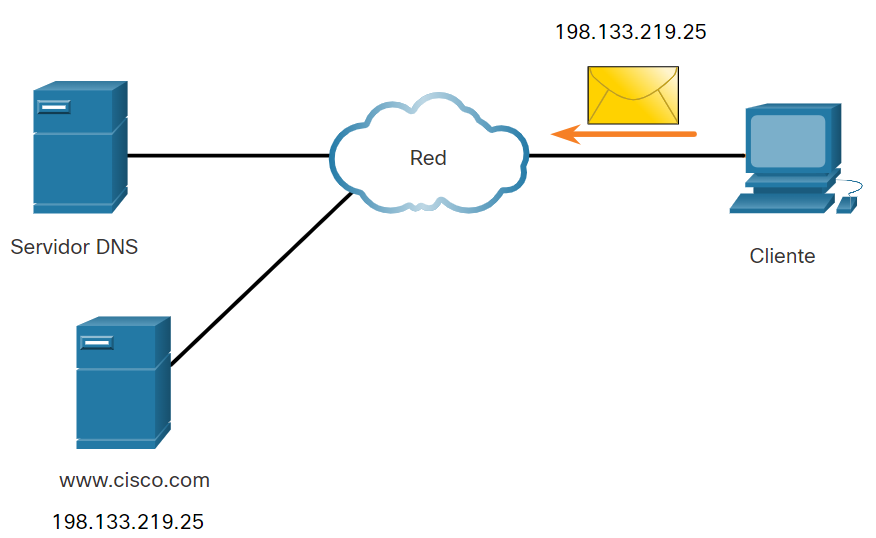 198.133.219.25
Red
Servidor DNS
Cliente
www.cisco.com
198.133.219.25